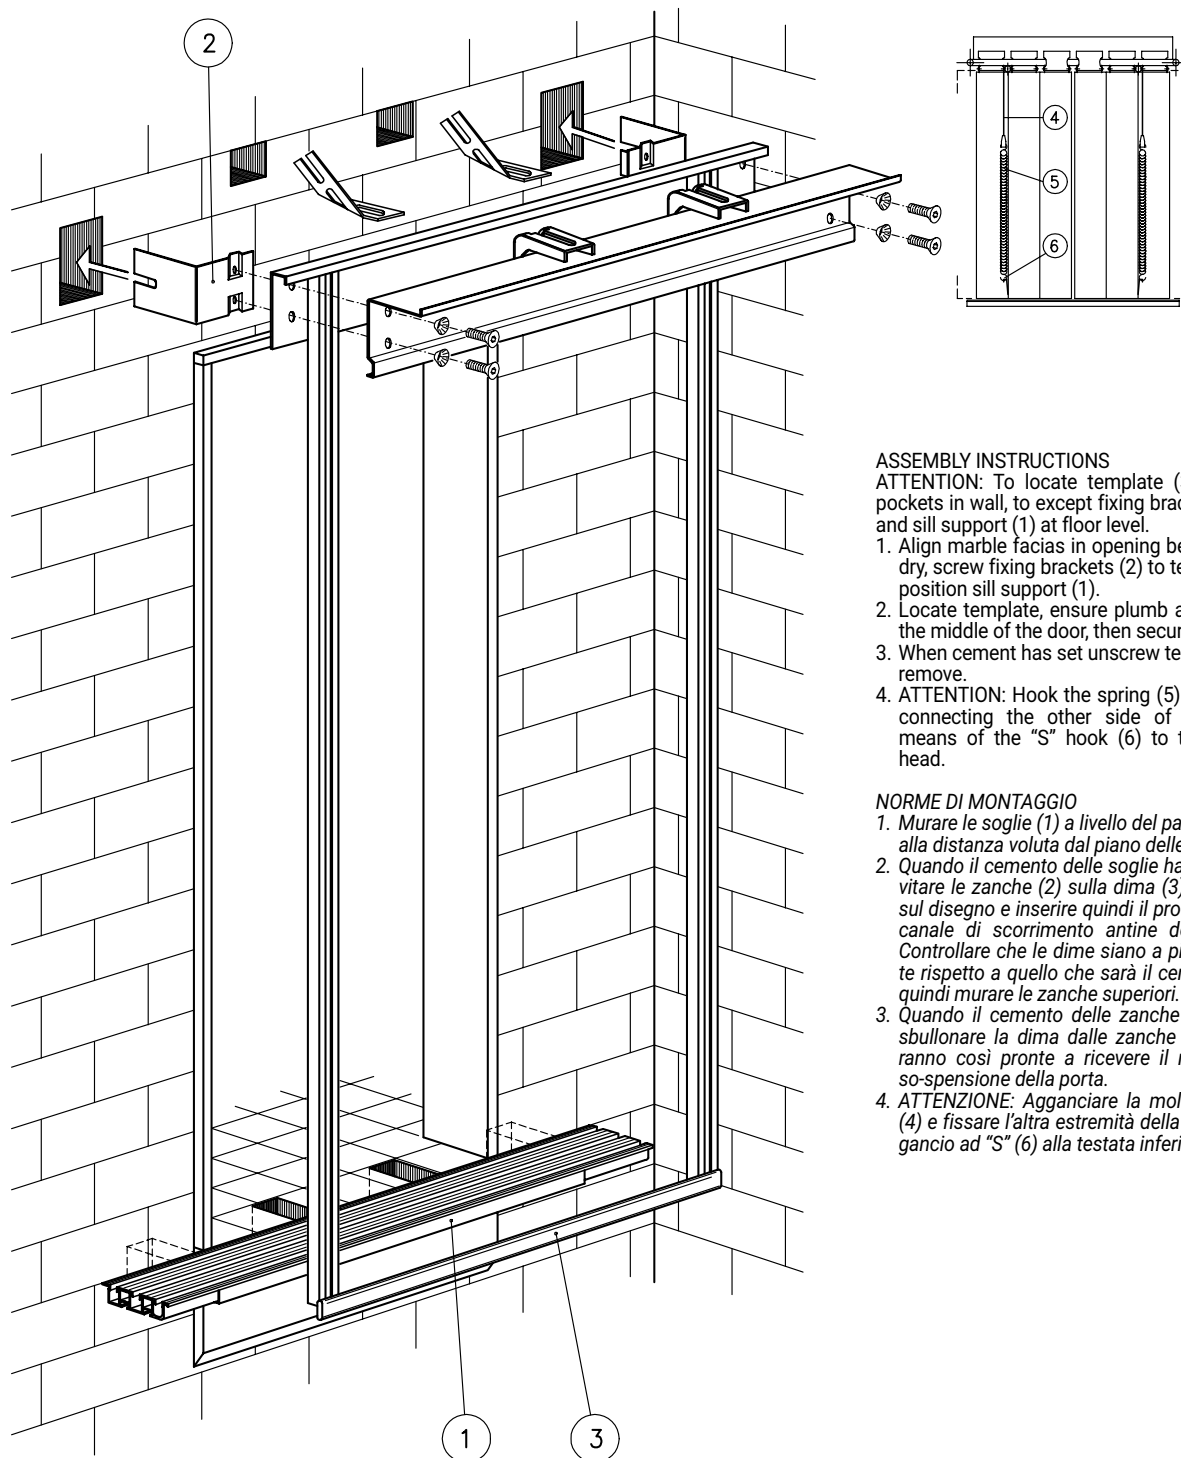 2
4
5
6
ASSEMBLY INSTRUCTIONS
ATTENTION: To locate template (
pockets in wall, to except fixing brac
and sill support (1) at floor level.
1. Align marble facias in opening be
dry, screw fixing brackets (2) to te
position sill support (1).
2. Locate template, ensure plumb a
the middle of the door, then secur
3. When cement has set unscrew te
remove.
4. ATTENTION: Hook the spring (5)
connecting the other side of
means of the “S” hook (6) to t
head.
NORME DI MONTAGGIO
1. Murare le soglie (1) a livello del pa
alla distanza voluta dal piano delle
2. Quando il cemento delle soglie ha
vitare le zanche (2) sulla dima (3)
sul disegno e inserire quindi il pro
canale di scorrimento antine de
Controllare che le dime siano a pi
te rispetto a quello che sarà il cen
quindi murare le zanche superiori.
3. Quando il cemento delle zanche
sbullonare la dima dalle zanche
ranno così pronte a ricevere il m
so-spensione della porta.
4. ATTENZIONE: Agganciare la mol
(4) e fissare l’altra estremità della
gancio ad “S” (6) alla testata inferi
1
3